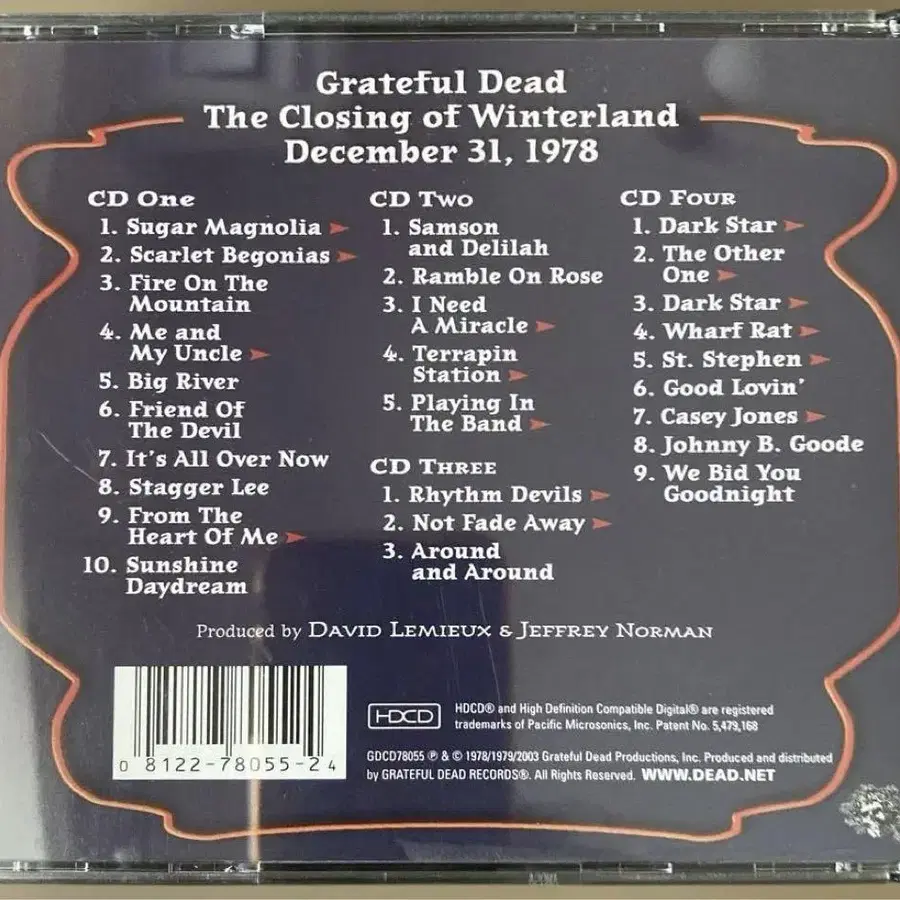 Grateful Dead
The Closing of Winterland
December 31, 1978
CD One
1. Sugar Magnolia
2. Scarlet Begonias
3. Fire On The
Mountain
4. Me and
My Uncle
5. Big River
6. Friend Of
The Devil
7. It's All Over Now
8. Stagger Lee
9. From The
Heart Of Me
10. Sunshine
Daydream
CD Two
1. Samson
and Delilah
2. Ramble On Rose
3. I Need
A Miracle
4. Terrapin
Station
5. Playing In
The Band
CD Three
1. Rhythm Devils
2. Not Fade Away
3. Around
and Around
CD Four
1. Dark Star
2. The Other
One
3. Dark Star
4. Wharf Rat
5. St. Stephen
6. Good Lovin'
7. Casey Jones
8. Johnny B. Goode
9. We Bid You
Goodnight
Produced by David Lemieux & Jeffrey Norman
0 8122-78055-2 4
HDCD
HDCD® and High Definition Compatible Digital® are registered
trademarks of Pacific Microsonics, Inc. Patent No. 5,479,168
GDCD78055 ℗ & © 1978/1979/2003 Grateful Dead Productions, Inc. Produced and distributed
by GRATEFUL DEAD RECORDS®. All Rights Reserved. WWW.DEAD.NET